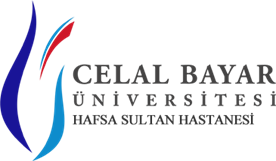 CELAL BAYAR
ÜNİVERSİTESİ
HAFSA SULTAN HASTANESİ